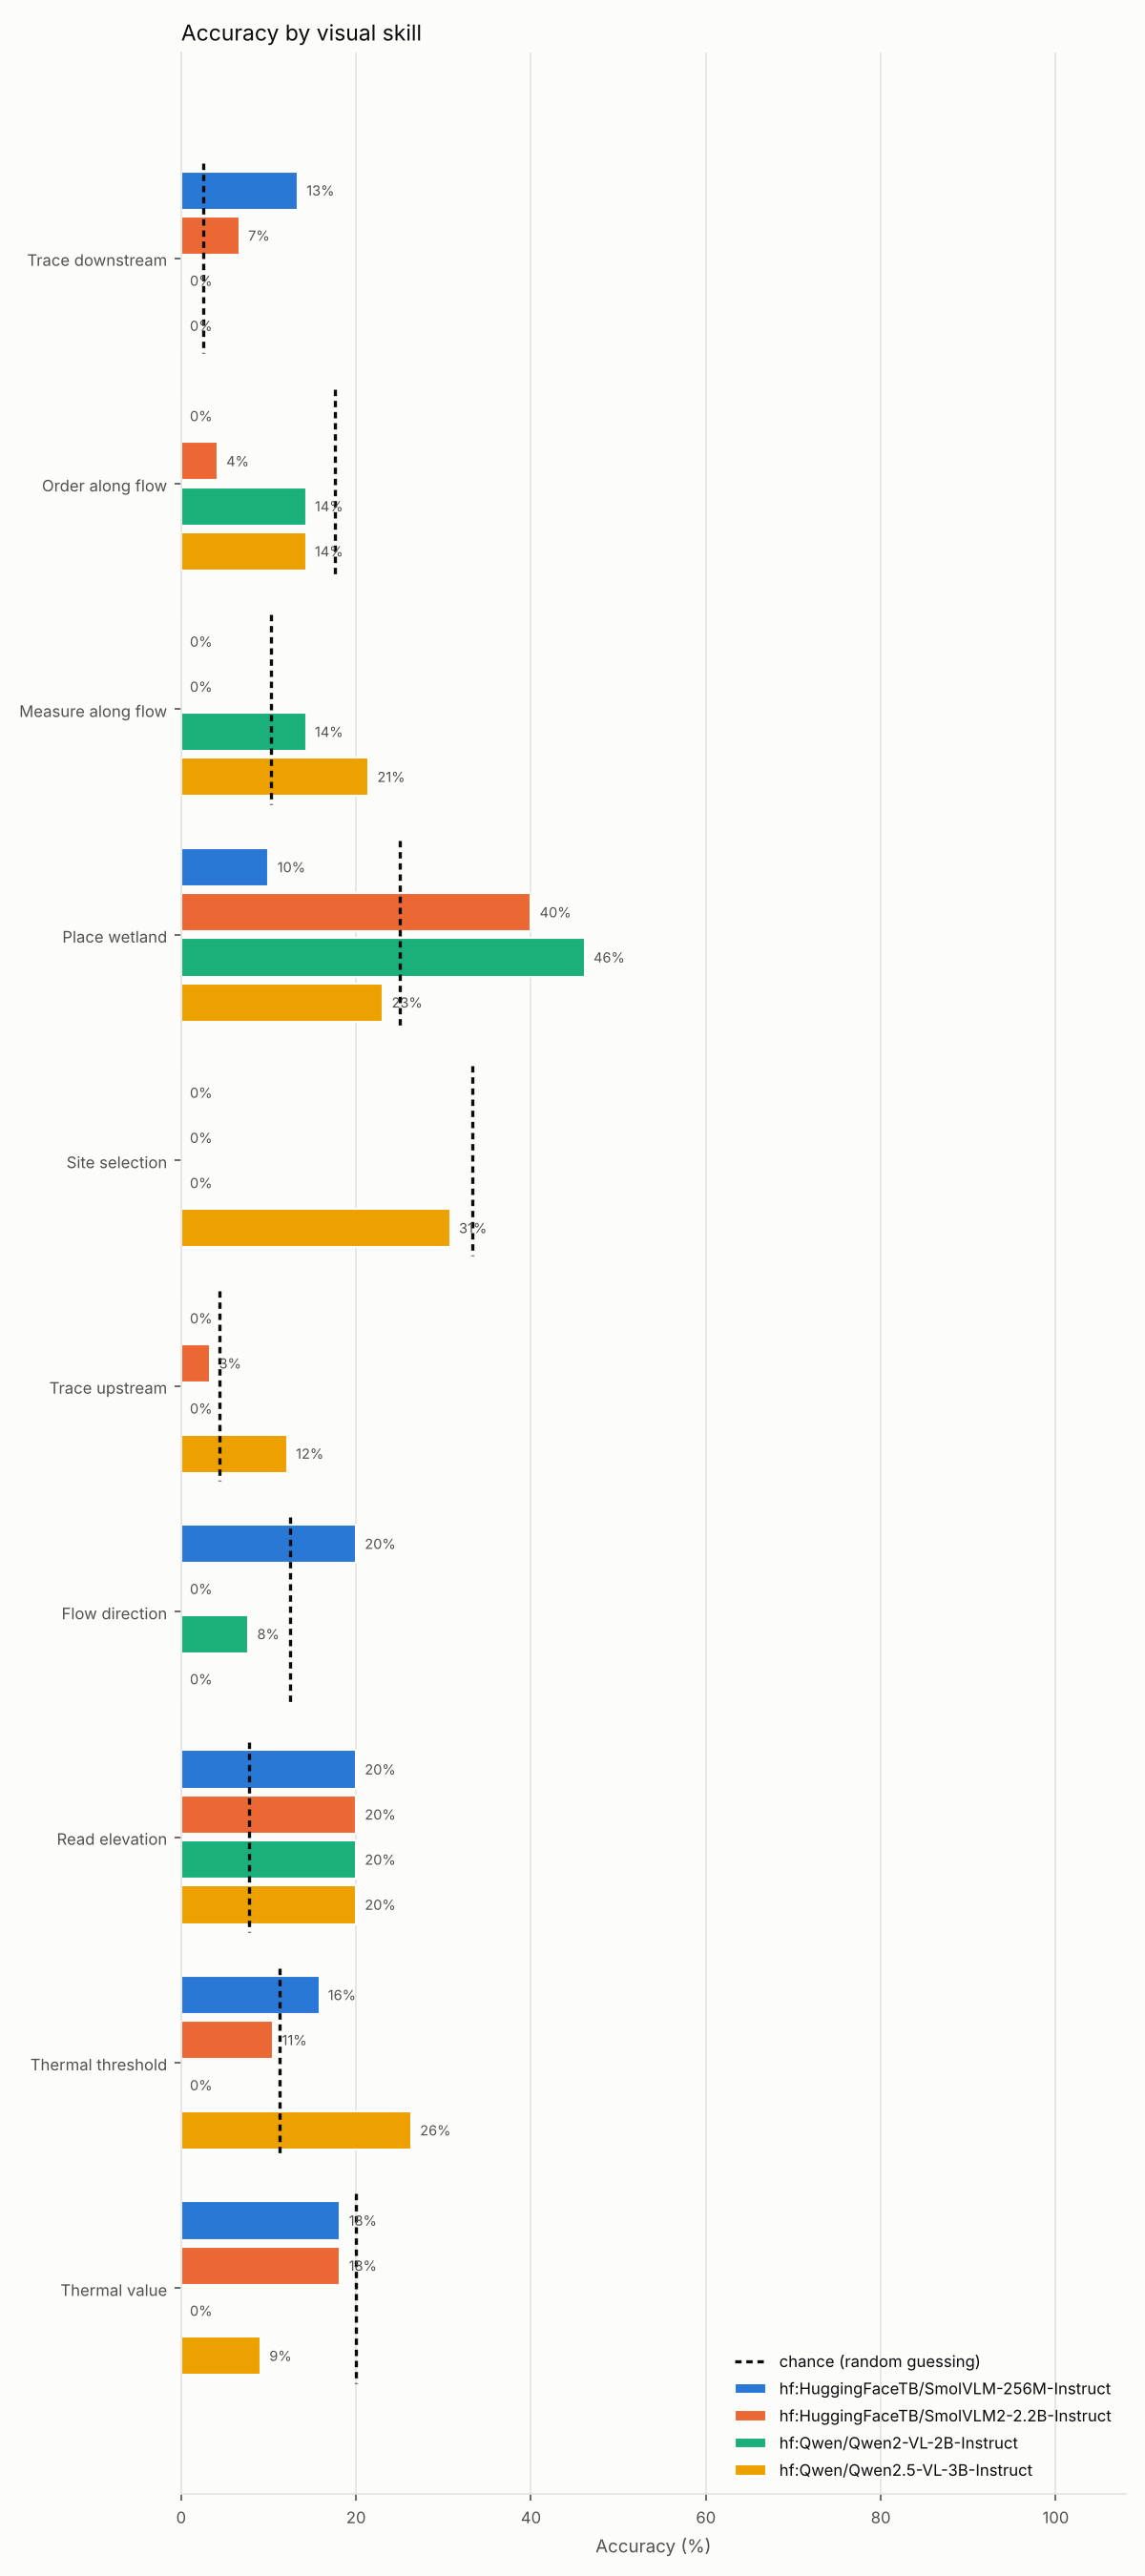 Accuracy by visual skill
13%
7%
Trace downstream
0%
0%
0%
4%
Order along flow
14%
14%
0%
0%
Measure along flow
14%
21%
10%
40%
Place wetland
46%
23%
0%
0%
Site selection
0%
31%
0%
3%
Trace upstream
0%
12%
20%
0%
Flow direction
8%
0%
20%
20%
Read elevation
20%
20%
16%
11%
Thermal threshold
0%
26%
18%
18%
Thermal value
0%
9%
chance (random guessing)
hf:HuggingFaceTB/SmolVLM-256M-Instruct
hf:HuggingFaceTB/SmolVLM2-2.2B-Instruct
hf:Qwen/Qwen2-VL-2B-Instruct
hf:Qwen/Qwen2.5-VL-3B-Instruct
0 20 40 60 80 100
Accuracy (%)